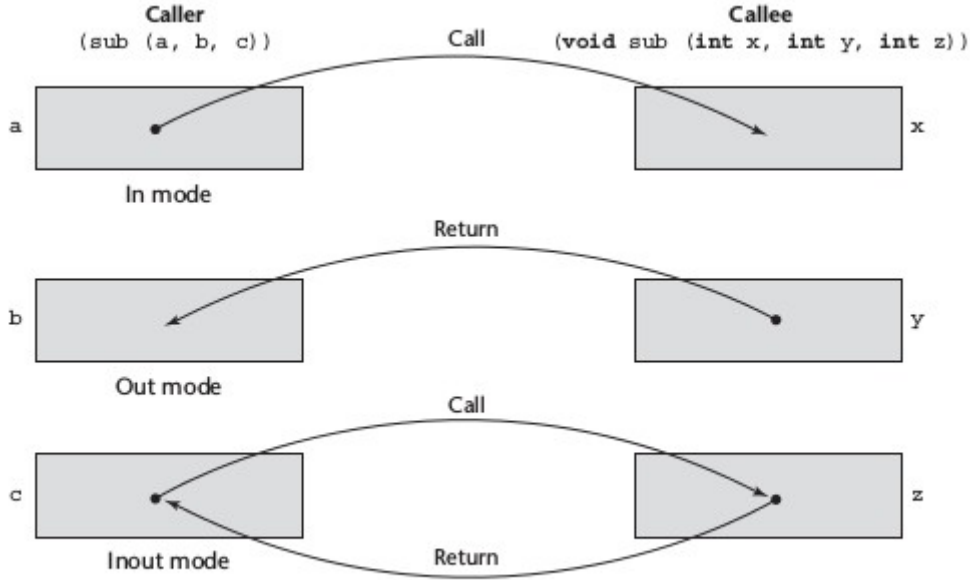 Caller
(sub (a, b, c))
Call
Callee
(void sub (int x, int y, int z))
a
x
In mode
Return
b
y
Out mode
Call
c
z
Inout mode
Return